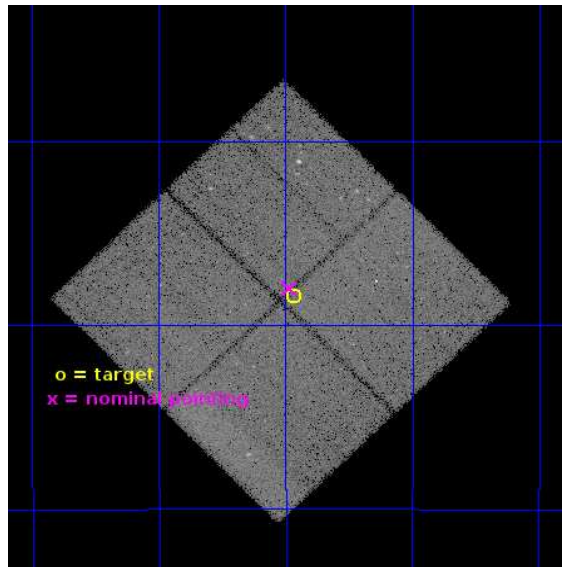 o = target
x = nominal pointing